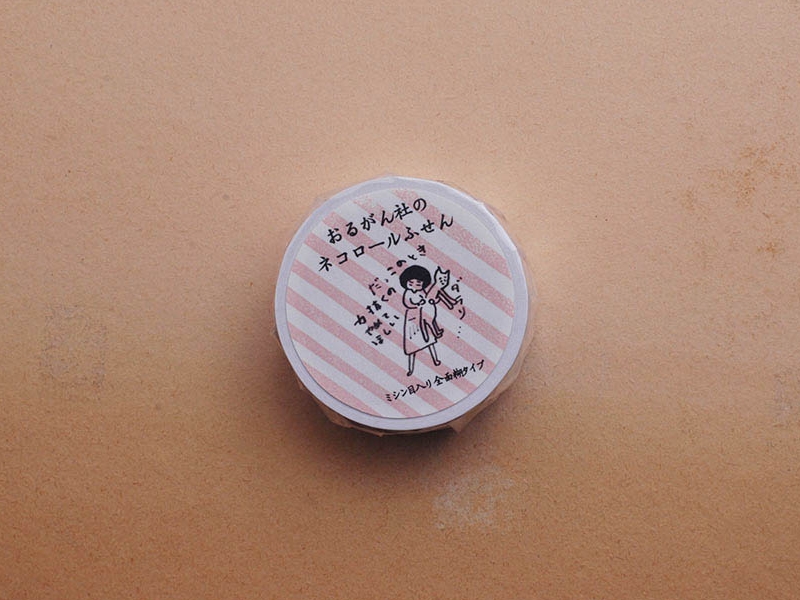 おるがん社の
ネコロールふせん
だっこのとき
力抜くの
やめて
ほしい
ダラン…
ミシン目入り全面糊タイプ